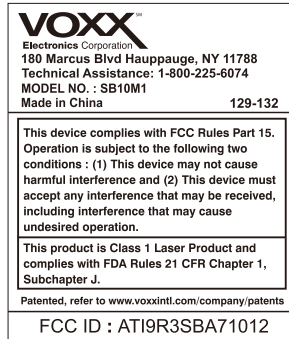 VOXX SM
Electronics Corporation
180 Marcus Blvd Hauppauge, NY 11788
Technical Assistance: 1-800-225-6074
MODEL NO. : SB10M1
Made in China 129-132
This device complies with FCC Rules Part 15.
Operation is subject to the following two
conditions : (1) This device may not cause
harmful interference and (2) This device must
accept any interference that may be received,
including interference that may cause
undesired operation.
This product is Class 1 Laser Product and
complies with FDA Rules 21 CFR Chapter 1,
Subchapter J.
Patented, refer to www.voxxintl.com/company/patents
FCC ID : ATI9R3SBA71012